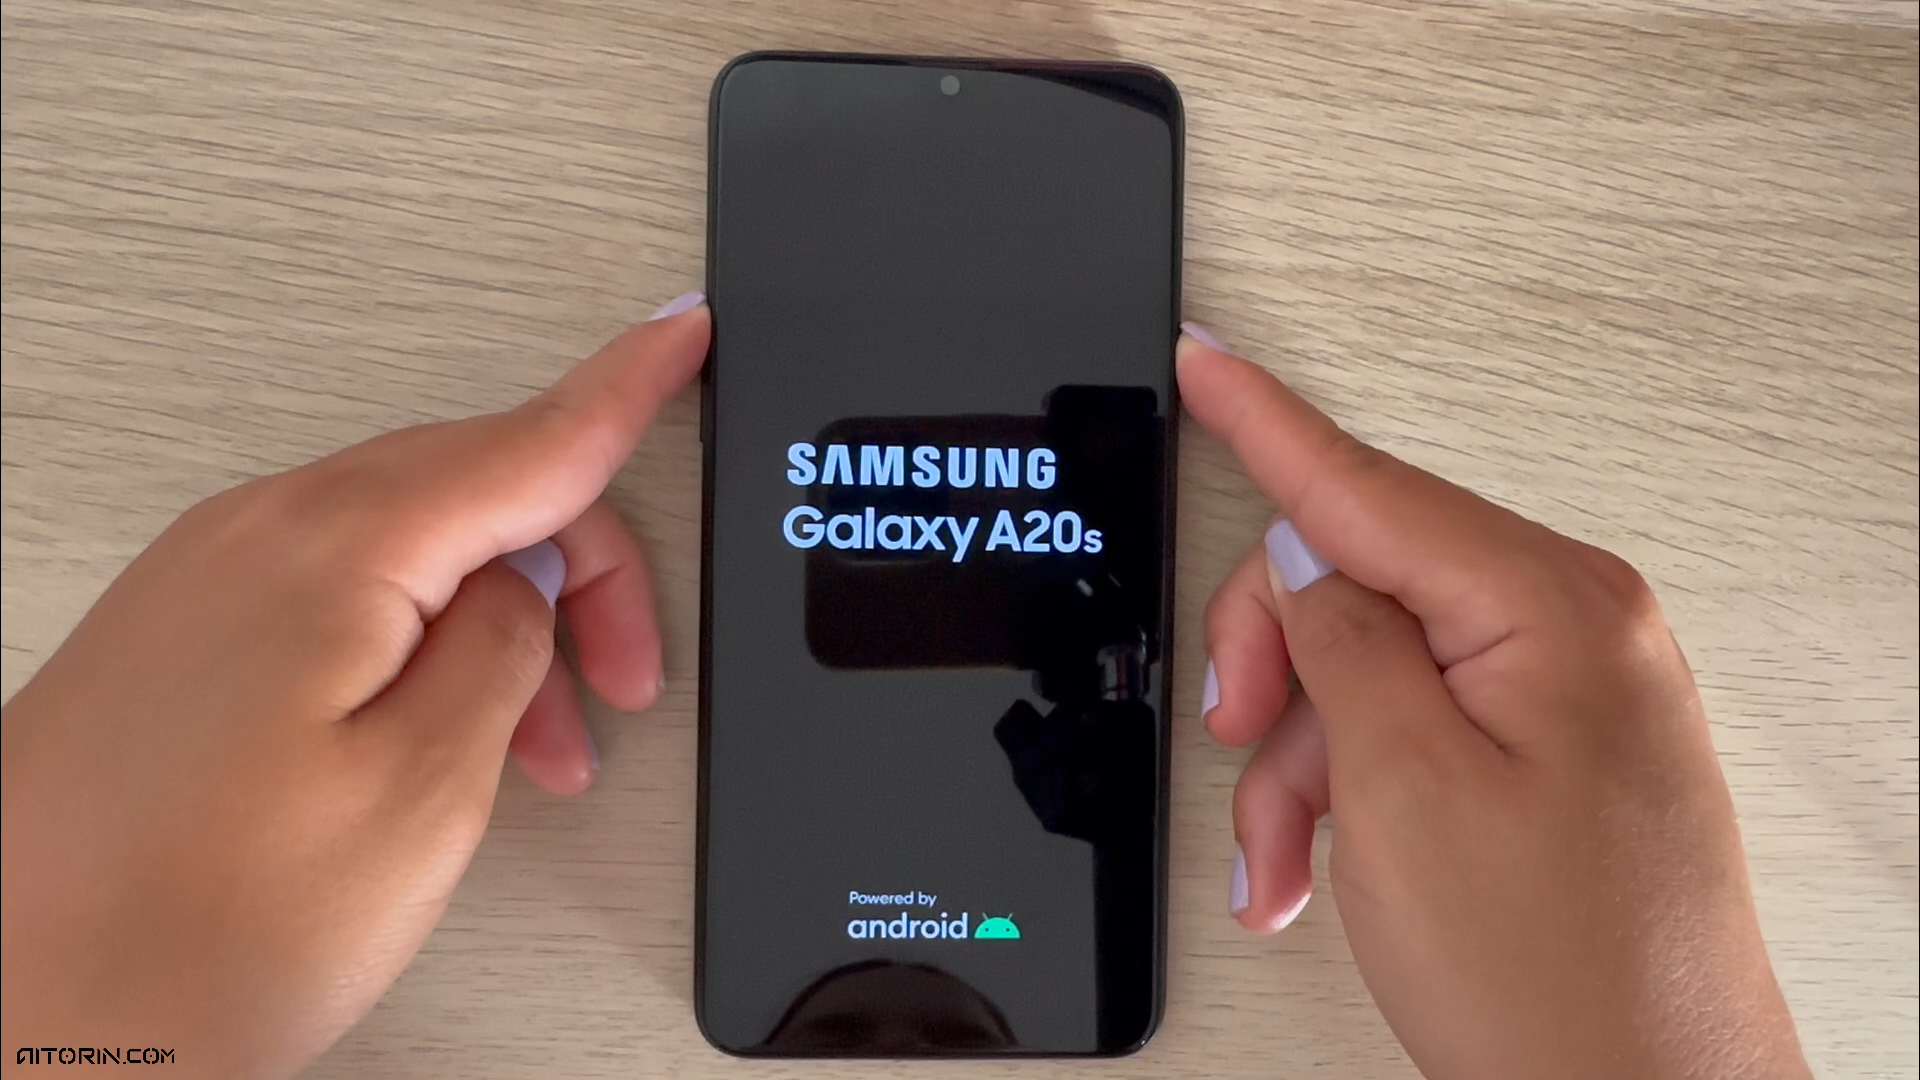 SAMSUNG
Galaxy A20s
Powered by
android
AITORIN.COM